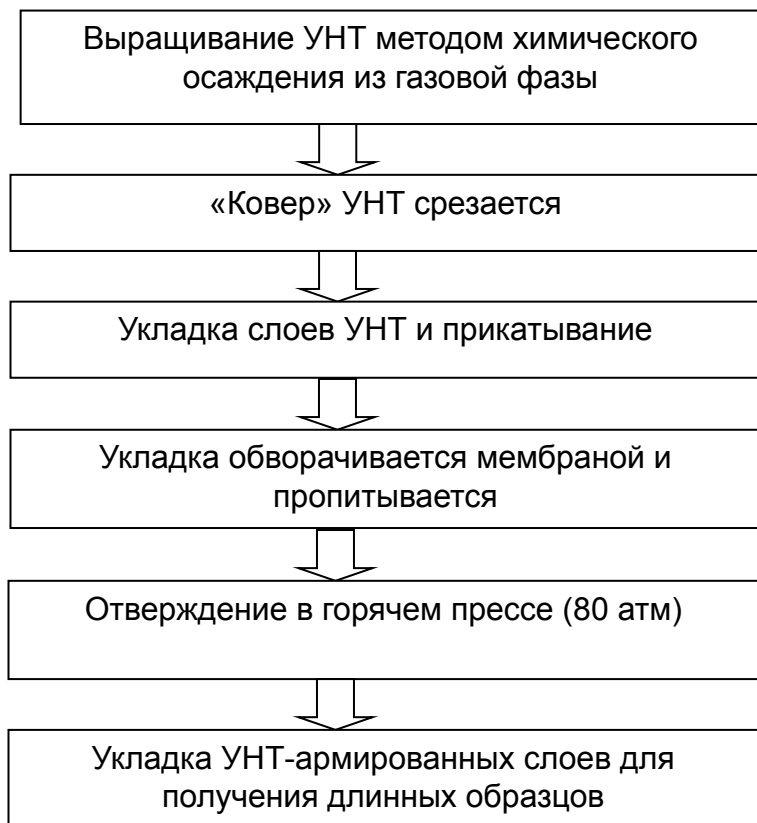 Выращивание УНТ методом химического
осаждения из газовой фазы
«Ковер» УНТ срезается
Укладка слоев УНТ и прикатывание
Укладка обворачивается мембраной и
пропитывается
Отверждение в горячем прессе (80 атм)
Укладка УНТ-армированных слоев для
получения длинных образцов